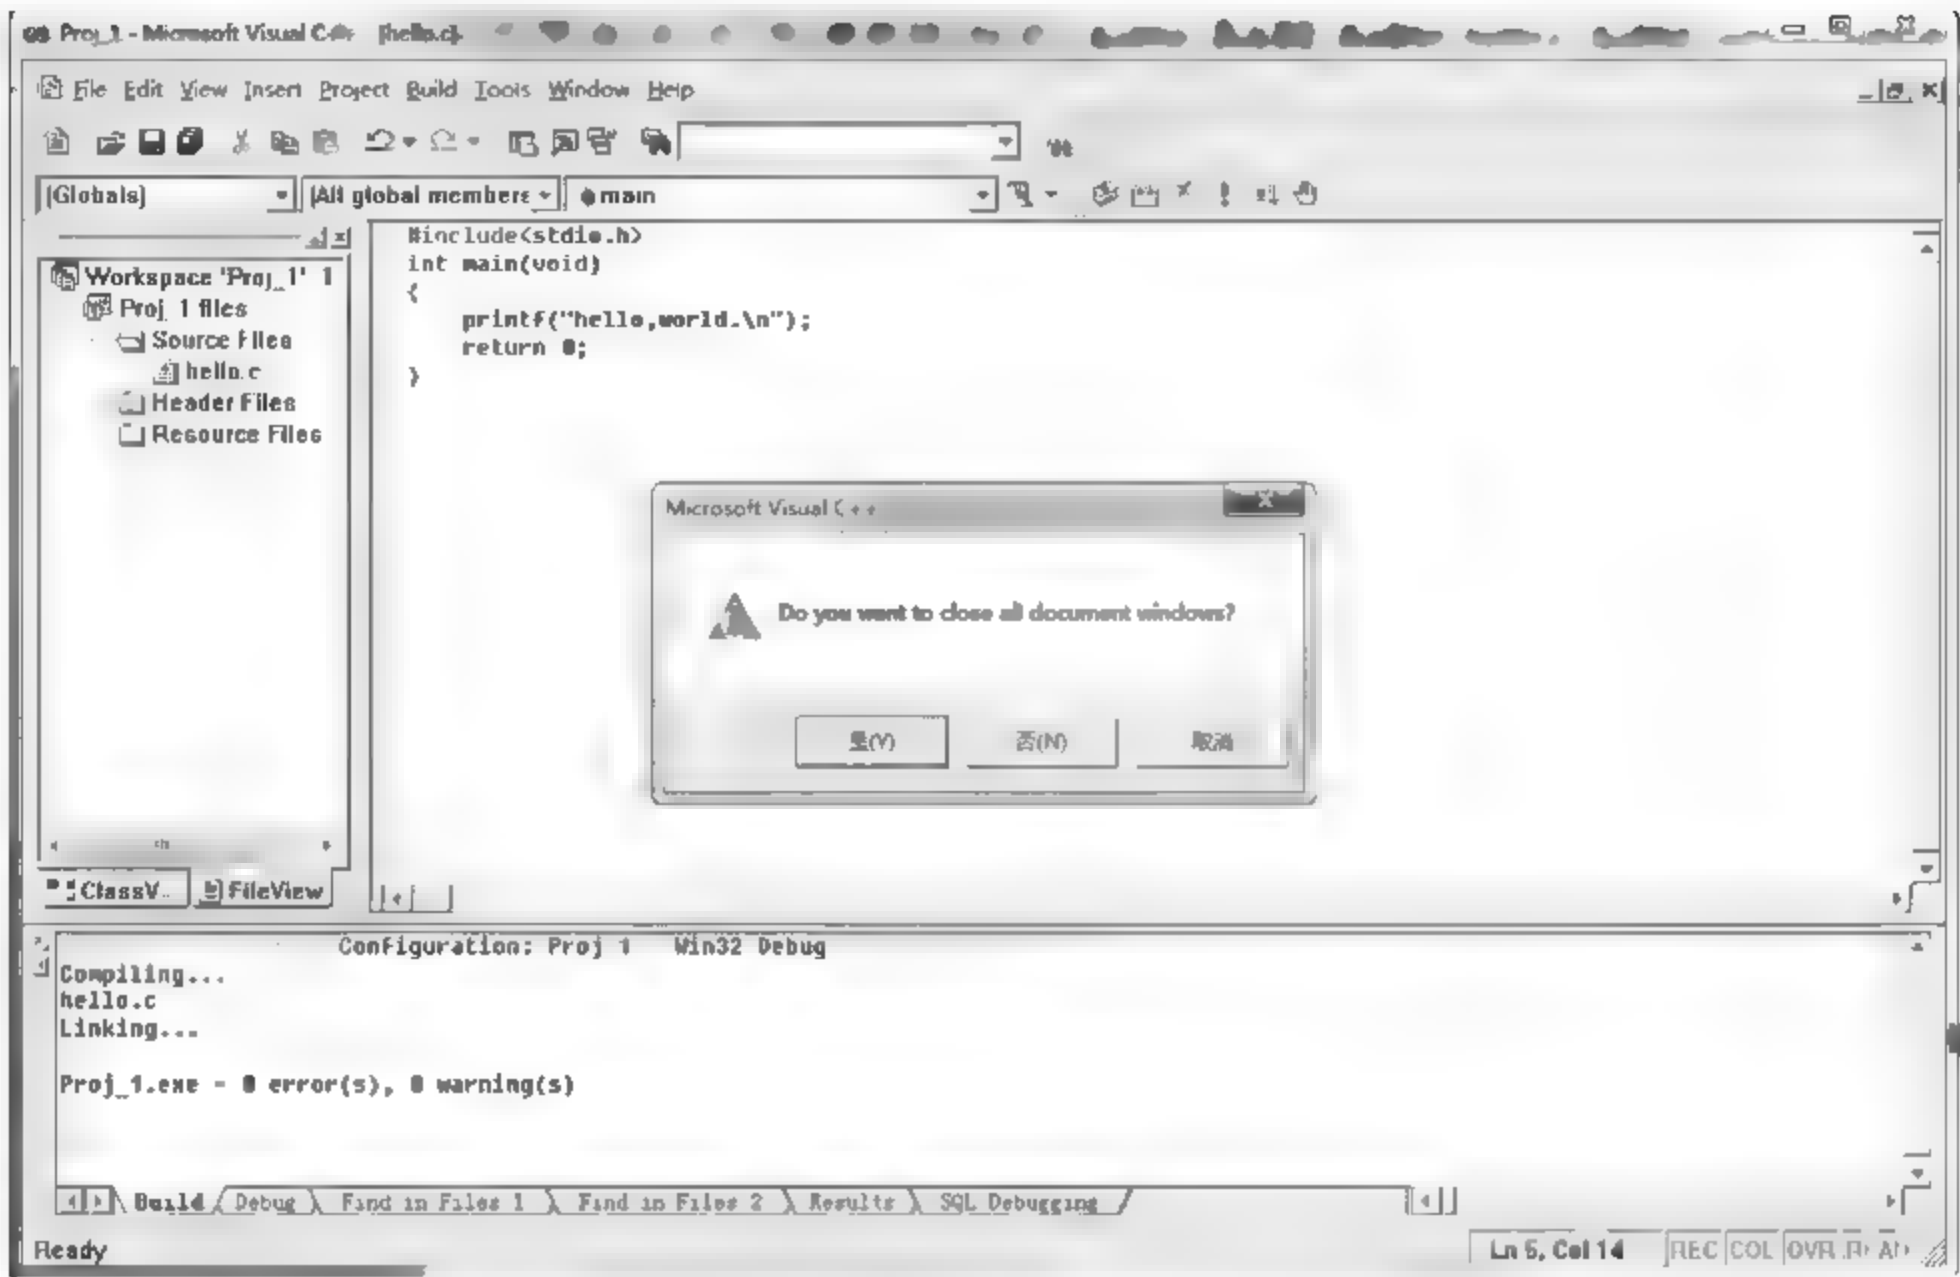 Proj_1 - Microsoft Visual C++ - [hello.c]
File Edit View Insert Project Build Tools Window Help
(Globals) (All global members main
Workspace 'Proj_1' 1
Proj_1 files
Source Files
hello.c
Header Files
Resource Files
ClassV... FileView
#include<stdio.h>
int main(void)
{
printf("hello,world.\n");
return 0;
}
Microsoft Visual C++
Do you want to close all document windows?
是(Y) 否(N) 取消
Configuration: Proj_1 Win32 Debug
Compiling...
hello.c
Linking...
Proj_1.exe - 0 error(s), 0 warning(s)
Build Debug Find in Files 1 Find in Files 2 Results SQL Debugging
Ready
Ln 5, Col 14 REC COL OVR